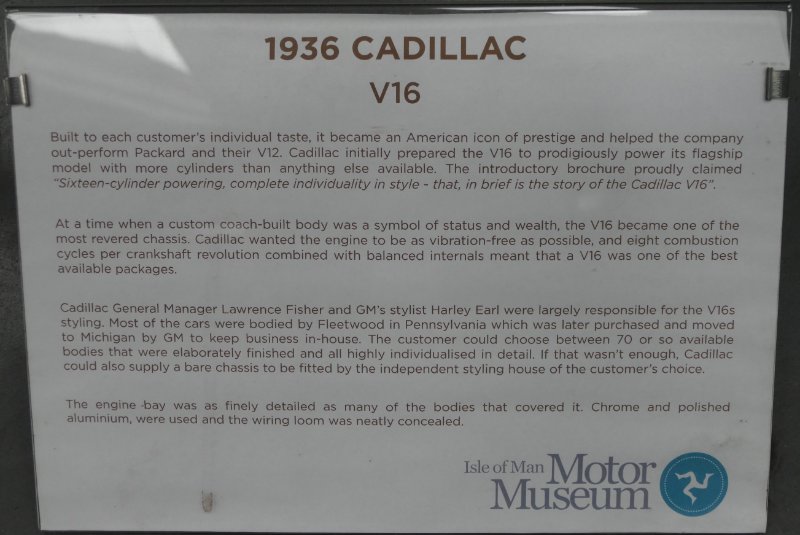 1936 CADILLAC
V16
Built to each customer's individual taste, it became an American icon of prestige and helped the company
out-perform Packard and their V12. Cadillac initially prepared the V16 to prodigiously power its flagship
model with more cylinders than anything else available. The introductory brochure proudly claimed
"Sixteen-cylinder powering, complete individuality in style - that, in brief is the story of the Cadillac V16".
At a time when a custom coach-built body was a symbol of status and wealth, the V16 became one of the
most revered chassis. Cadillac wanted the engine to be as vibration-free as possible, and eight combustion
cycles per crankshaft revolution combined with balanced internals meant that a V16 was one of the best
available packages.
Cadillac General Manager Lawrence Fisher and GM's stylist Harley Earl were largely responsible for the V16s
styling. Most of the cars were bodied by Fleetwood in Pennsylvania which was later purchased and moved
to Michigan by GM to keep business in-house. The customer could choose between 70 or so available
bodies that were elaborately finished and all highly individualised in detail. If that wasn't enough, Cadillac
could also supply a bare chassis to be fitted by the independent styling house of the customer's choice.
The engine bay was as finely detailed as many of the bodies that covered it. Chrome and polished
aluminium, were used and the wiring loom was neatly concealed.
Isle of Man Motor
Museum